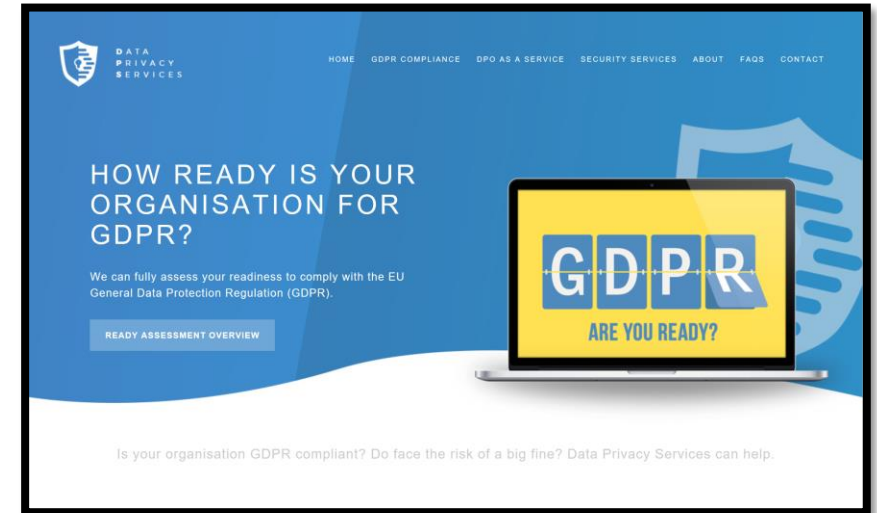 DATA
PRIVACY
SERVICES
HOME GDPR COMPLIANCE DPO AS A SERVICE SECURITY SERVICES ABOUT FAQS CONTACT
HOW READY IS YOUR
ORGANISATION FOR
GDPR?
We can fully assess your readiness to comply with the EU
General Data Protection Regulation (GDPR).
READY ASSESSMENT OVERVIEW
GDPR
ARE YOU READY?
Is your organisation GDPR compliant? Do face the risk of a big fine? Data Privacy Services can help.